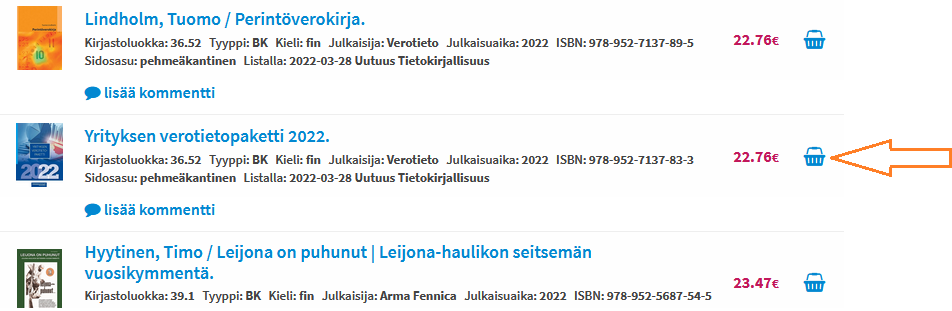 Lindholm, Tuomo / Perintöverokirja.
Kirjastoluokka: 36.52 Tyyppi: BK Kieli: fin Julkaisija: Verotieto Julkaisuaika: 2022 ISBN: 978-952-7137-89-5
Sidosasu: pehmeäkantinen Listalla: 2022-03-28 Uutuus Tietokirjallisuus
22.76€
lisää kommentti
Yrityksen verotietopaketti 2022.
Kirjastoluokka: 36.52 Tyyppi: BK Kieli: fin Julkaisija: Verotieto Julkaisuaika: 2022 ISBN: 978-952-7137-83-3
Sidosasu: pehmeäkantinen Listalla: 2022-03-28 Uutuus Tietokirjallisuus
22.76€
2022
lisää kommentti
Hyytinen, Timo / Leijona on puhunut | Leijona-haulikon seitsemän
vuosikymmentä.
Kirjastoluokka: 39.1 Tyyppi: BK Kieli: fin Julkaisija: Arma Fennica Julkaisuaika: 2022 ISBN: 978-952-5687-54-5
23.47€
LEIJONA ON PUHUNUT